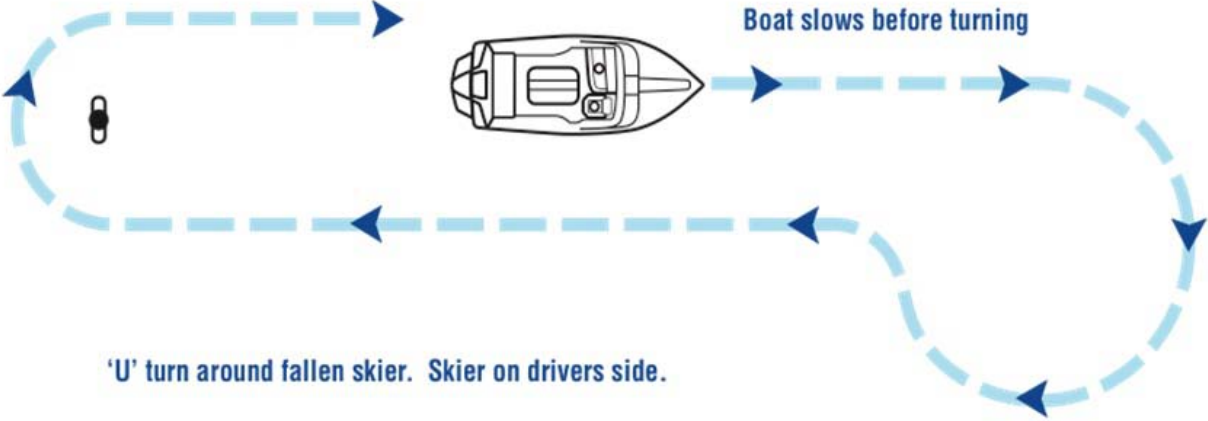 Boat slows before turning
‘U’ turn around fallen skier.  Skier on drivers side.